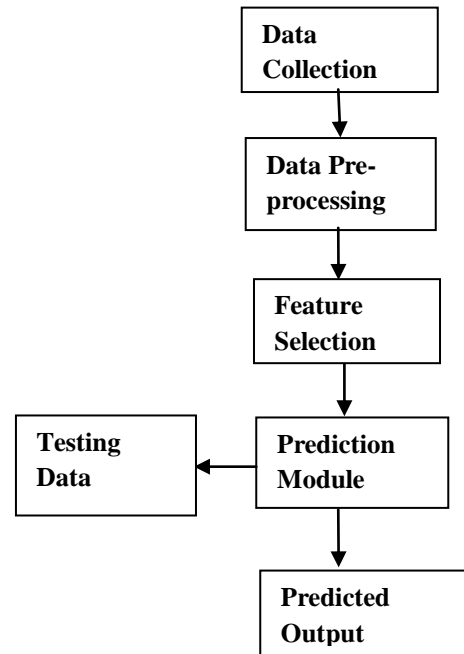 Data
Collection
Data Pre-
processing
Feature
Selection
Testing
Data
Prediction
Module
Predicted
Output